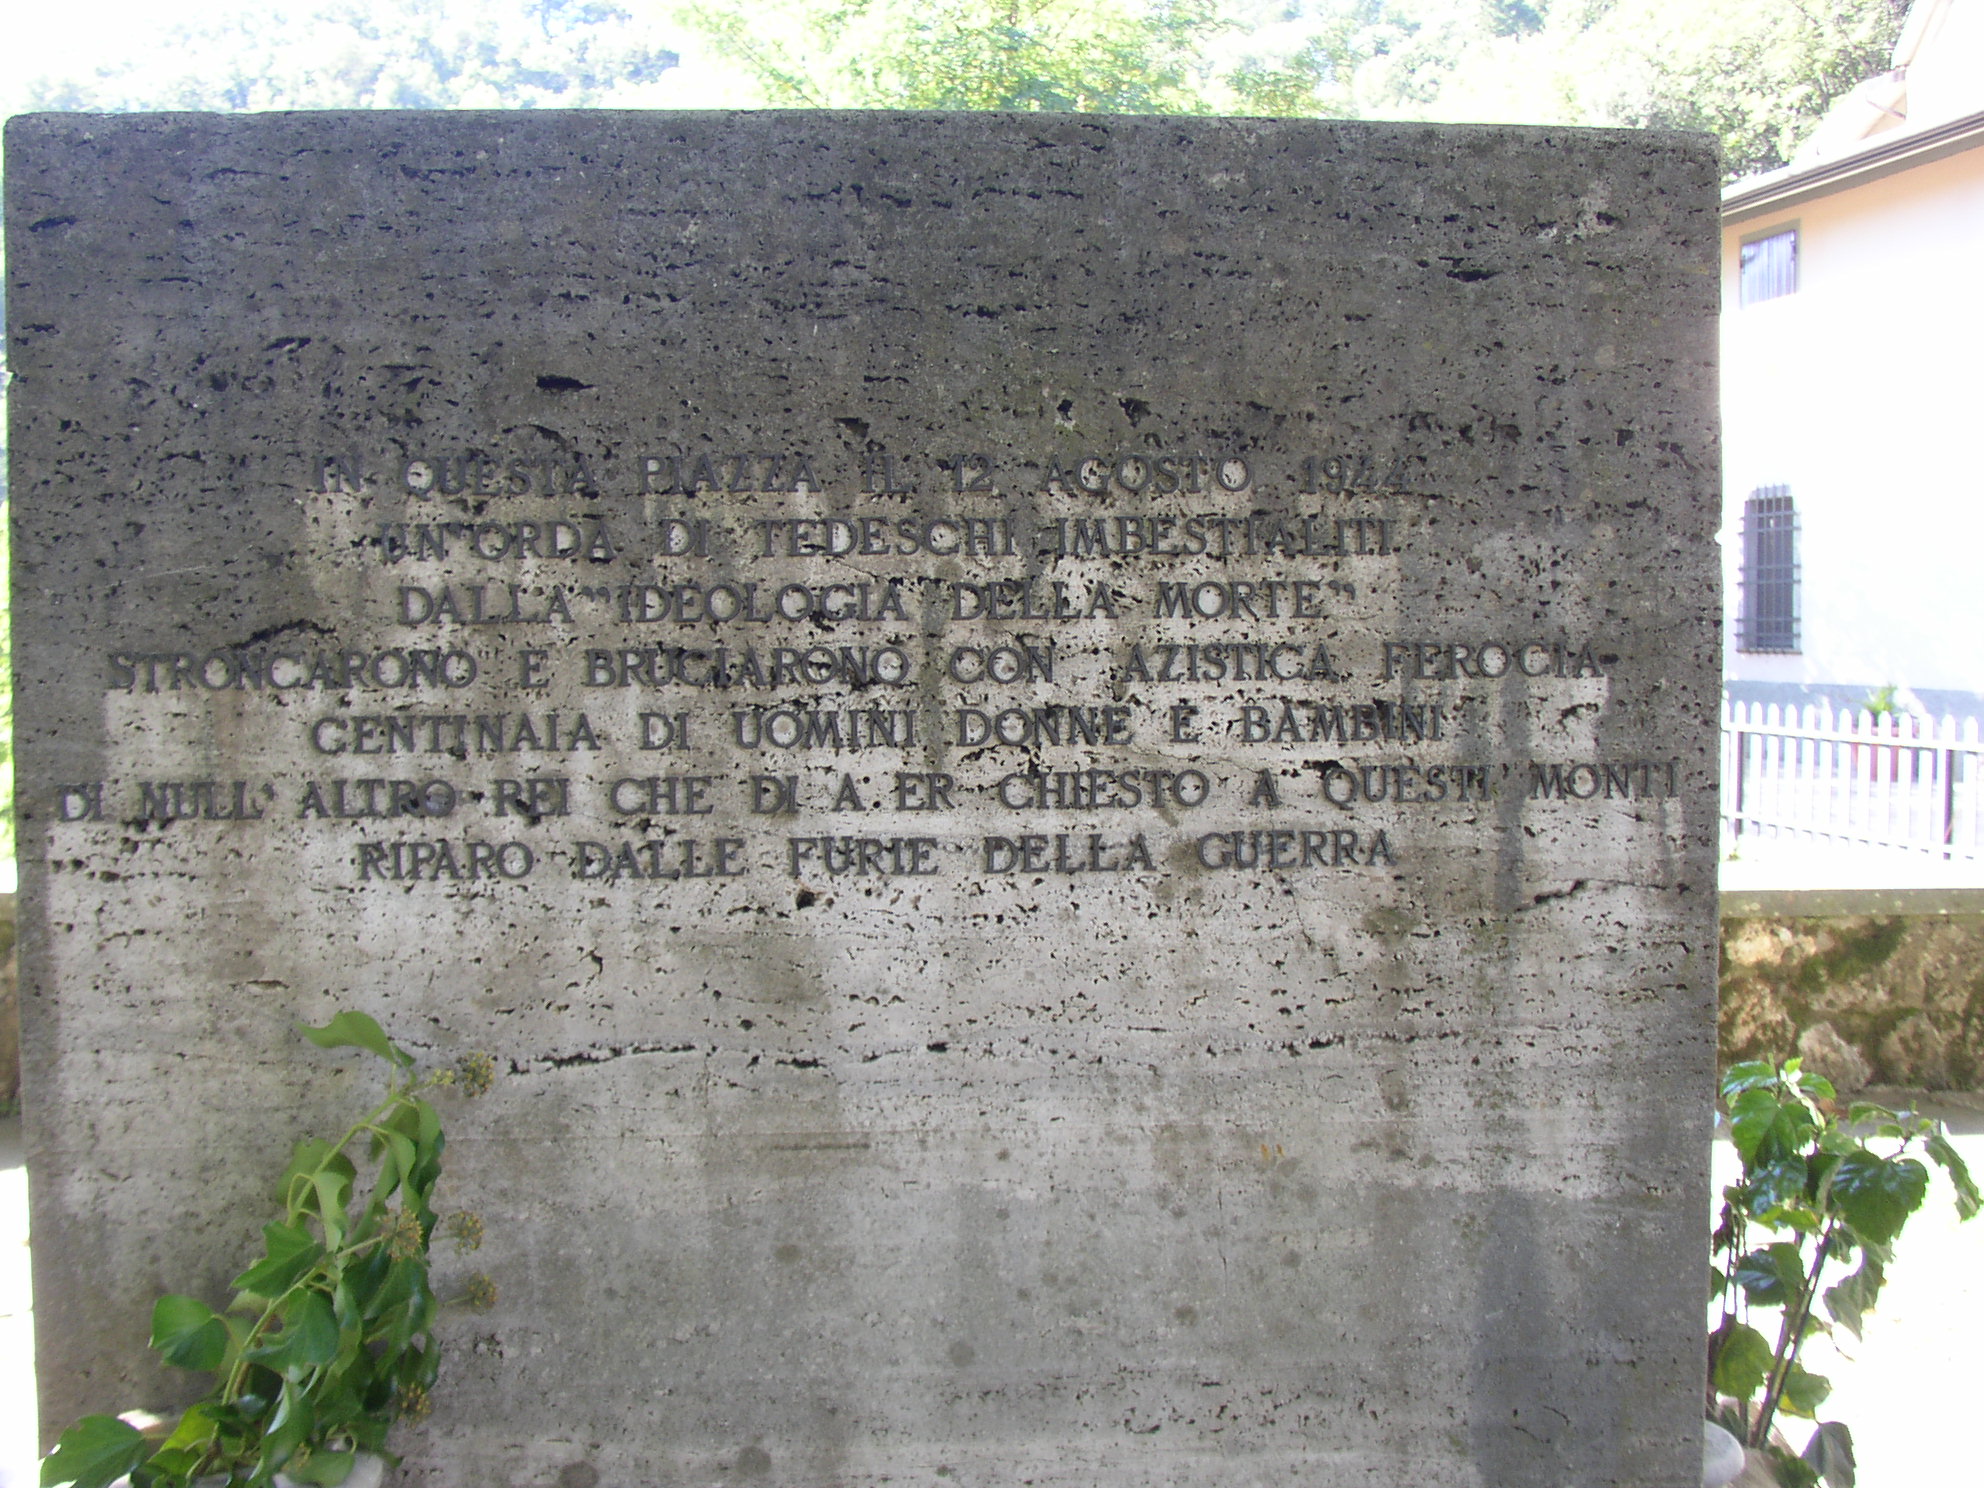 IN QUESTA PIAZZA IL 12 AGOSTO 1944
UN'ORDA DI TEDESCHI IMBESTIALITI
DALLA "IDEOLOGIA DELLA MORTE"
STRONCARONO E BRUCIARONO CON AZISTICA FEROCIA
CENTINAIA DI UOMINI DONNE E BAMBINI
DI NULL'ALTRO REI CHE DI A ER CHIESTO A QUESTI MONTI
RIPARO DALLE FURIE DELLA GUERRA